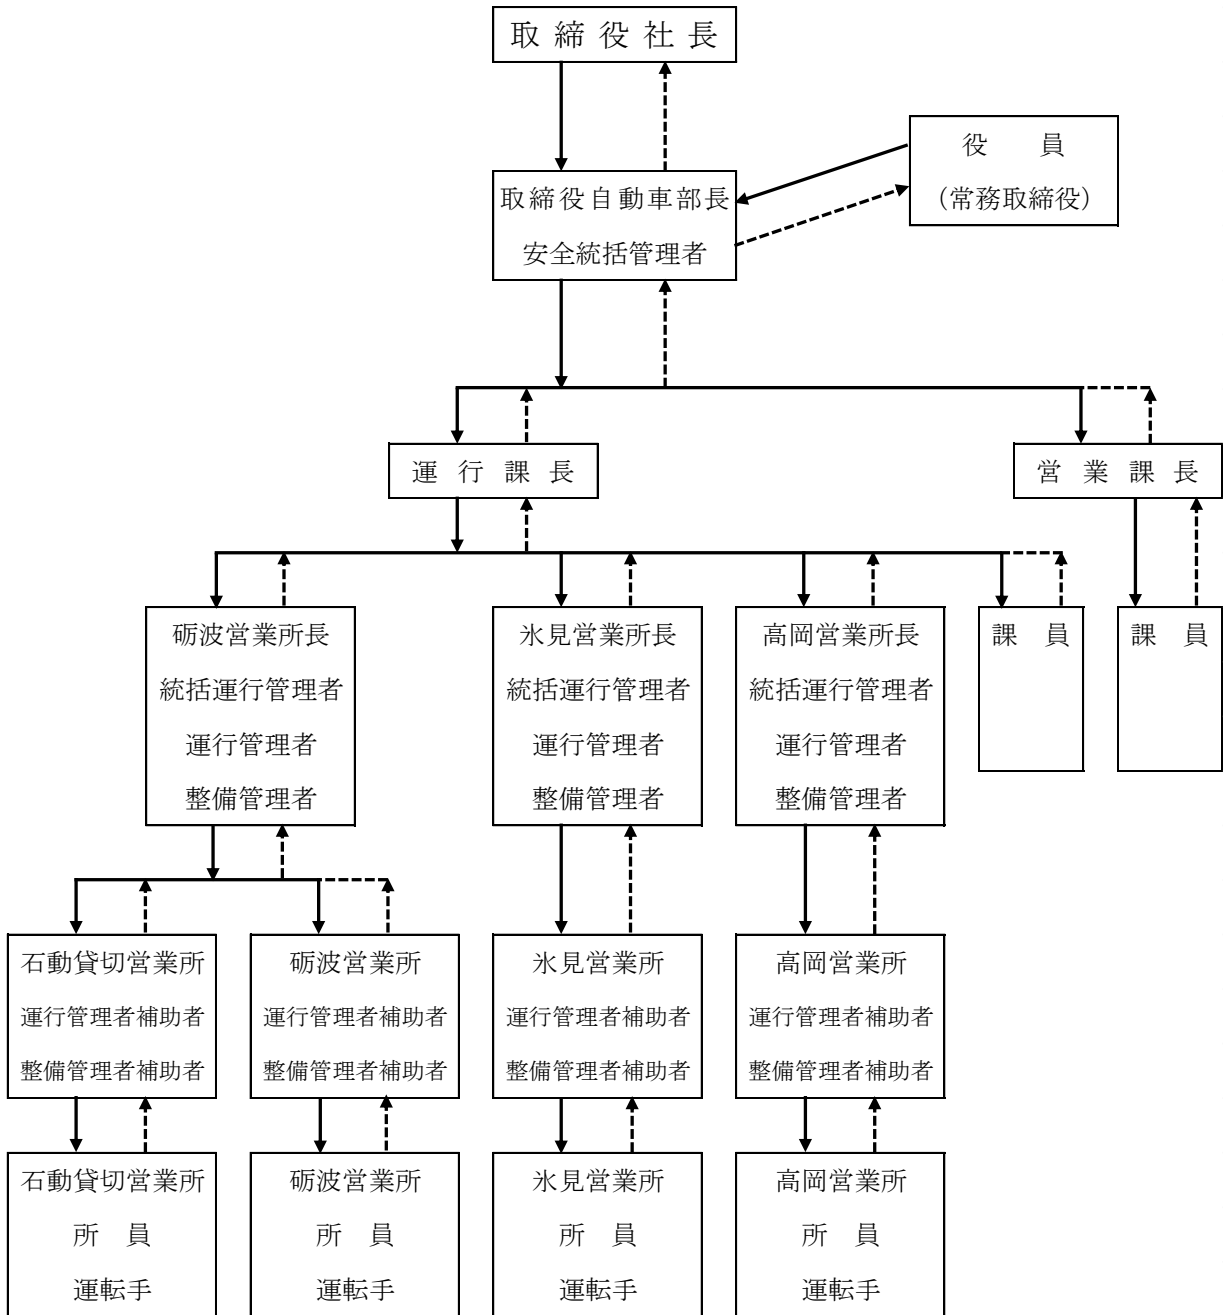 取締役社長
役　員
（常務取締役）
取締役自動車部長
安全統括管理者
運行課長
営業課長
砺波営業所長
統括運行管理者
運行管理者
整備管理者
氷見営業所長
統括運行管理者
運行管理者
整備管理者
高岡営業所長
統括運行管理者
運行管理者
整備管理者
課　員
課　員
石動貸切営業所
運行管理者補助者
整備管理者補助者
砺波営業所
運行管理者補助者
整備管理者補助者
氷見営業所
運行管理者補助者
整備管理者補助者
高岡営業所
運行管理者補助者
整備管理者補助者
石動貸切営業所
所　員
運転手
砺波営業所
所　員
運転手
氷見営業所
所　員
運転手
高岡営業所
所　員
運転手